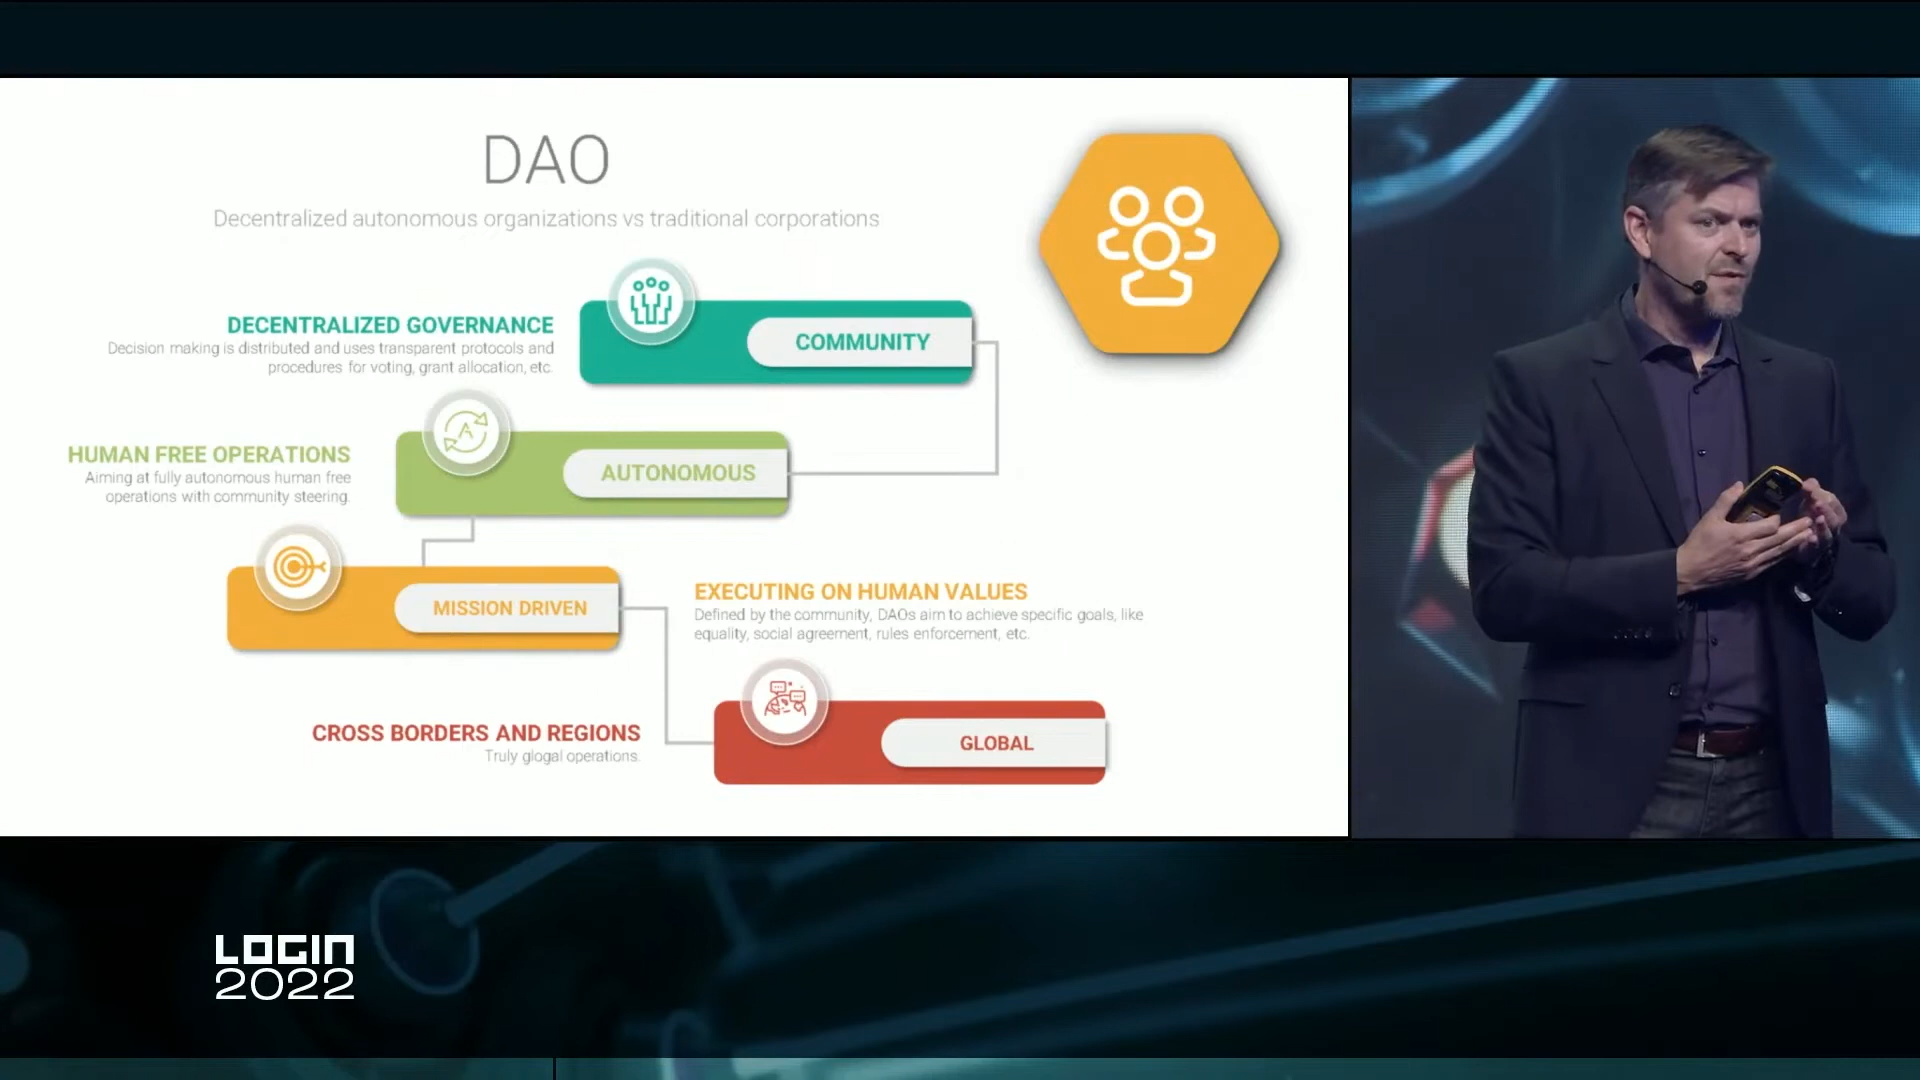 DAO
Decentralized autonomous organizations vs traditional corporations
DECENTRALIZED GOVERNANCE
Decision making is distributed and uses transparent protocols and
procedures for voting, grant allocation, etc.
COMMUNITY
HUMAN FREE OPERATIONS
Aiming at fully autonomous human free
operations with community steering.
A
AUTONOMOUS
MISSION DRIVEN
EXECUTING ON HUMAN VALUES
Defined by the community, DAOs aim to achieve specific goals, like
equality, social agreement, rules enforcement, etc.
CROSS BORDERS AND REGIONS
Truly glogal operations.
GLOBAL
LOGIN
2022